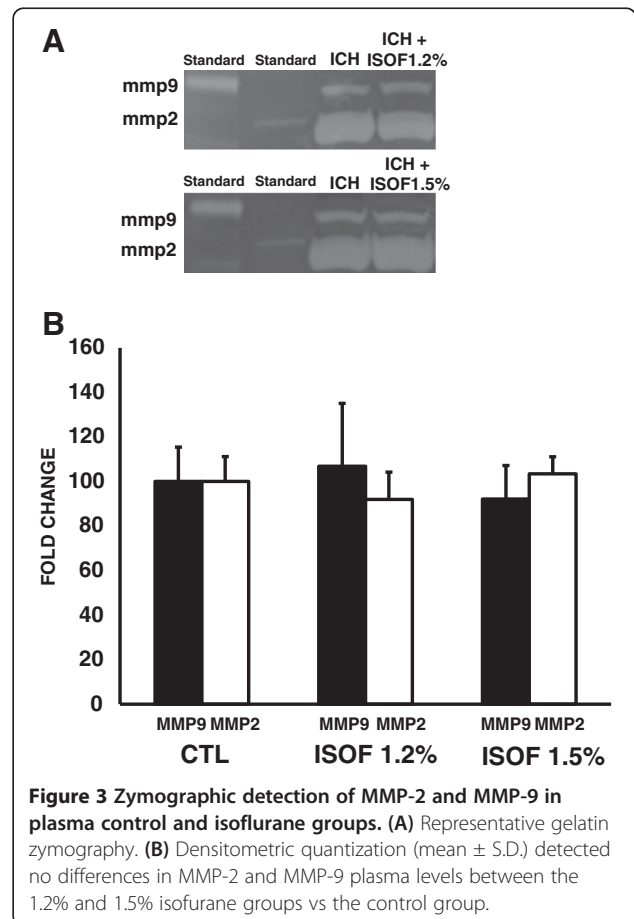 A
Standard Standard ICH ICH + ISOF1.2%
mmp9
mmp2
Standard Standard ICH ICH + ISOF1.5%
mmp9
mmp2
B
160
140
120
100
80
60
40
20
0
FOLD CHANGE
MMP9 MMP2 MMP9 MMP2 MMP9 MMP2
CTL ISOF 1.2% ISOF 1.5%
Figure 3 Zymographic detection of MMP-2 and MMP-9 in
plasma control and isoflurane groups. (A) Representative gelatin
zymography. (B) Densitometric quantization (mean ± S.D.) detected
no differences in MMP-2 and MMP-9 plasma levels between the
1.2% and 1.5% isofurane groups vs the control group.